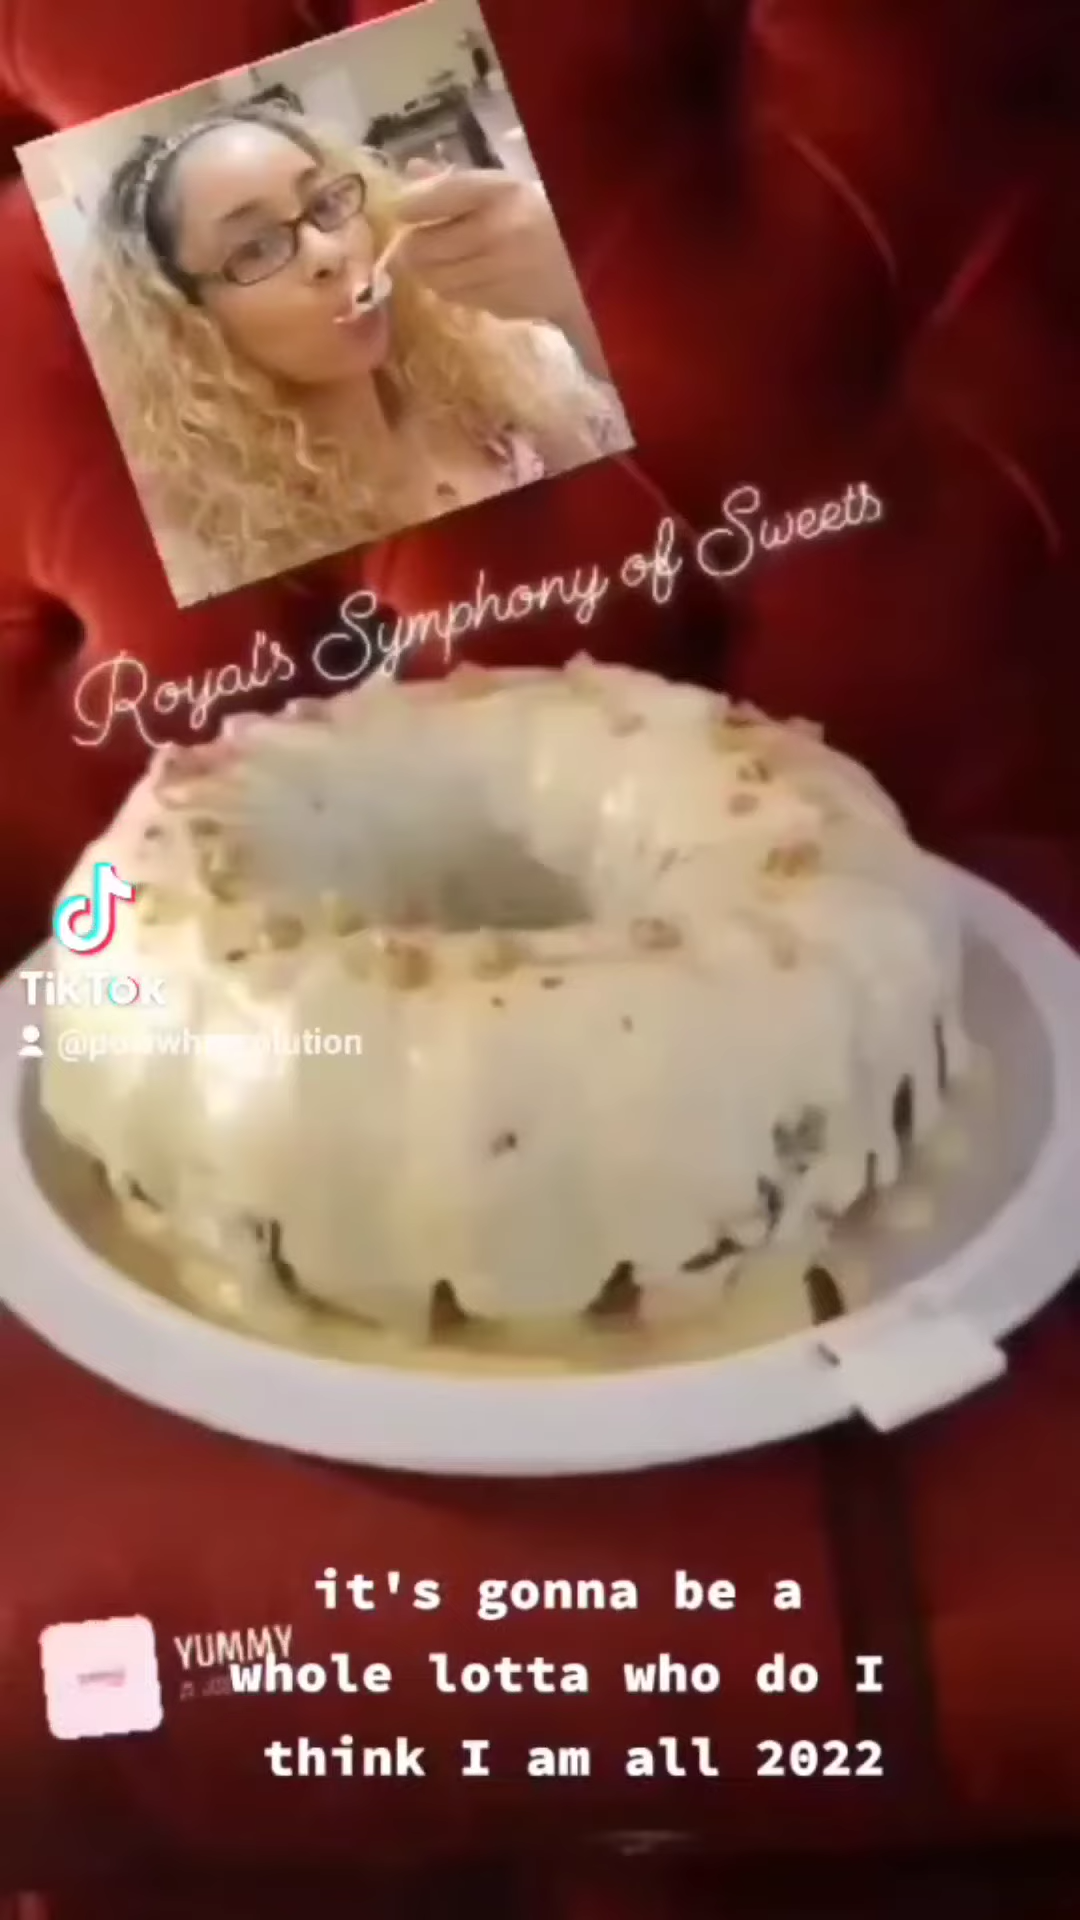 Royal's Symphony of Sweets
TikTok
YUMMY
it's gonna be a
whole lotta who do I
think I am all 2022